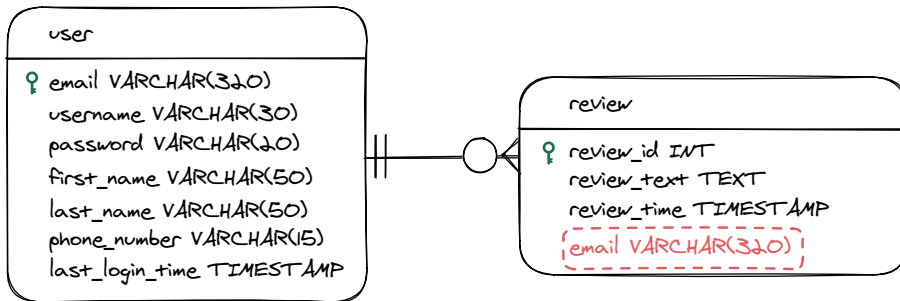 user
email VARCHAR(320)
username VARCHAR(30)
password VARCHAR(20)
first_name VARCHAR(50)
last_name VARCHAR(50)
phone_number VARCHAR(15)
last_login_time TIMESTAMP
review
review_id INT
review_text TEXT
review_time TIMESTAMP
email VARCHAR(320)